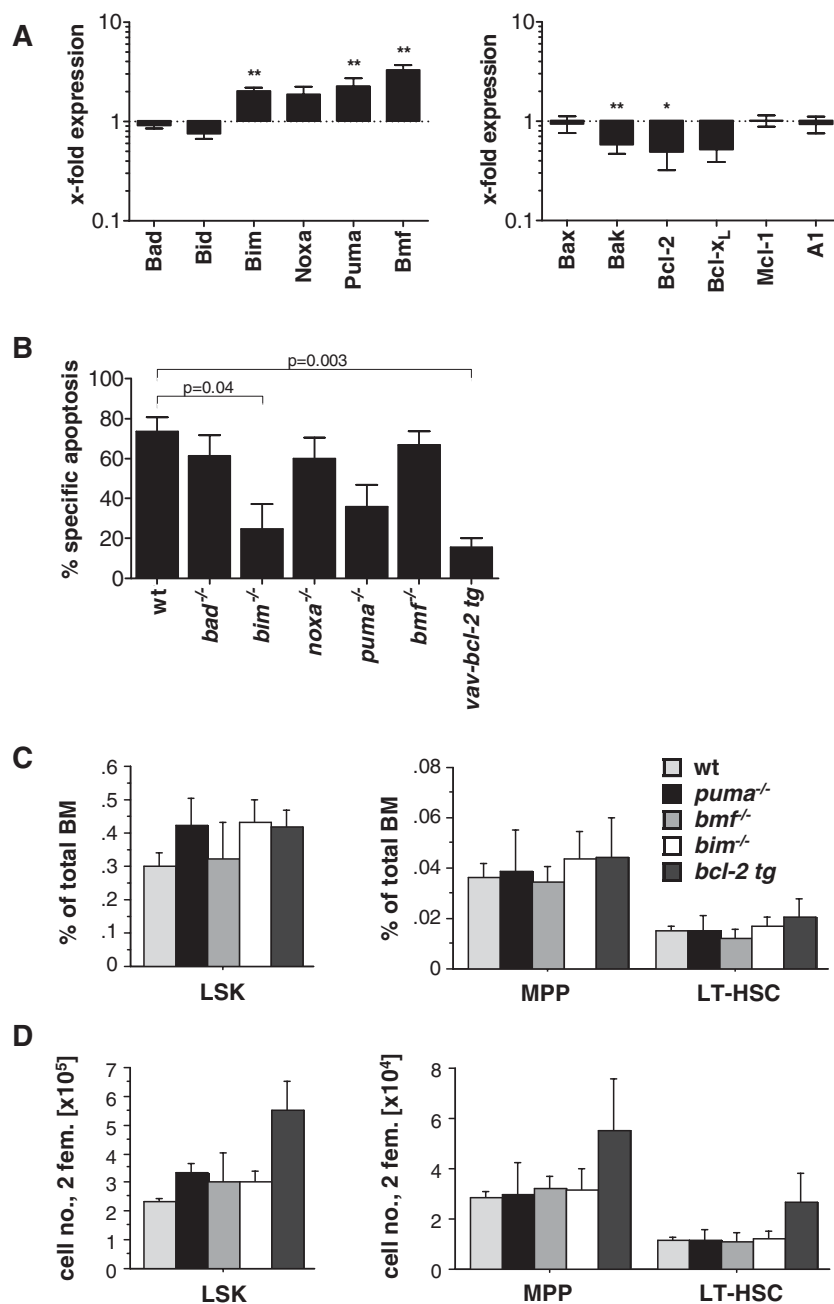 A
x-fold expression
10
1
0.1
Bad
Bid
Bim
Noxa
Puma
Bmf
**
**
**
x-fold expression
10
1
0.1
Bax
Bak
Bcl-2
Bcl-xL
Mcl-1
A1
**
*
B
% specific apoptosis
100
80
60
40
20
0
p=0.003
p=0.04
wt
bad-/-
bim-/-
noxa-/-
puma-/-
bmf-/-
vav-bcl-2 tg
C
% of total BM
.6
.5
.4
.3
.2
.1
0
LSK
% of total BM
.08
.06
.04
.02
0
MPP
LT-HSC
wt
puma-/-
bmf-/-
bim-/-
bcl-2 tg
D
cell no., 2 fem. [x10⁵]
7
6
5
4
3
2
1
0
LSK
cell no., 2 fem. [x10⁴]
8
6
4
2
0
MPP
LT-HSC